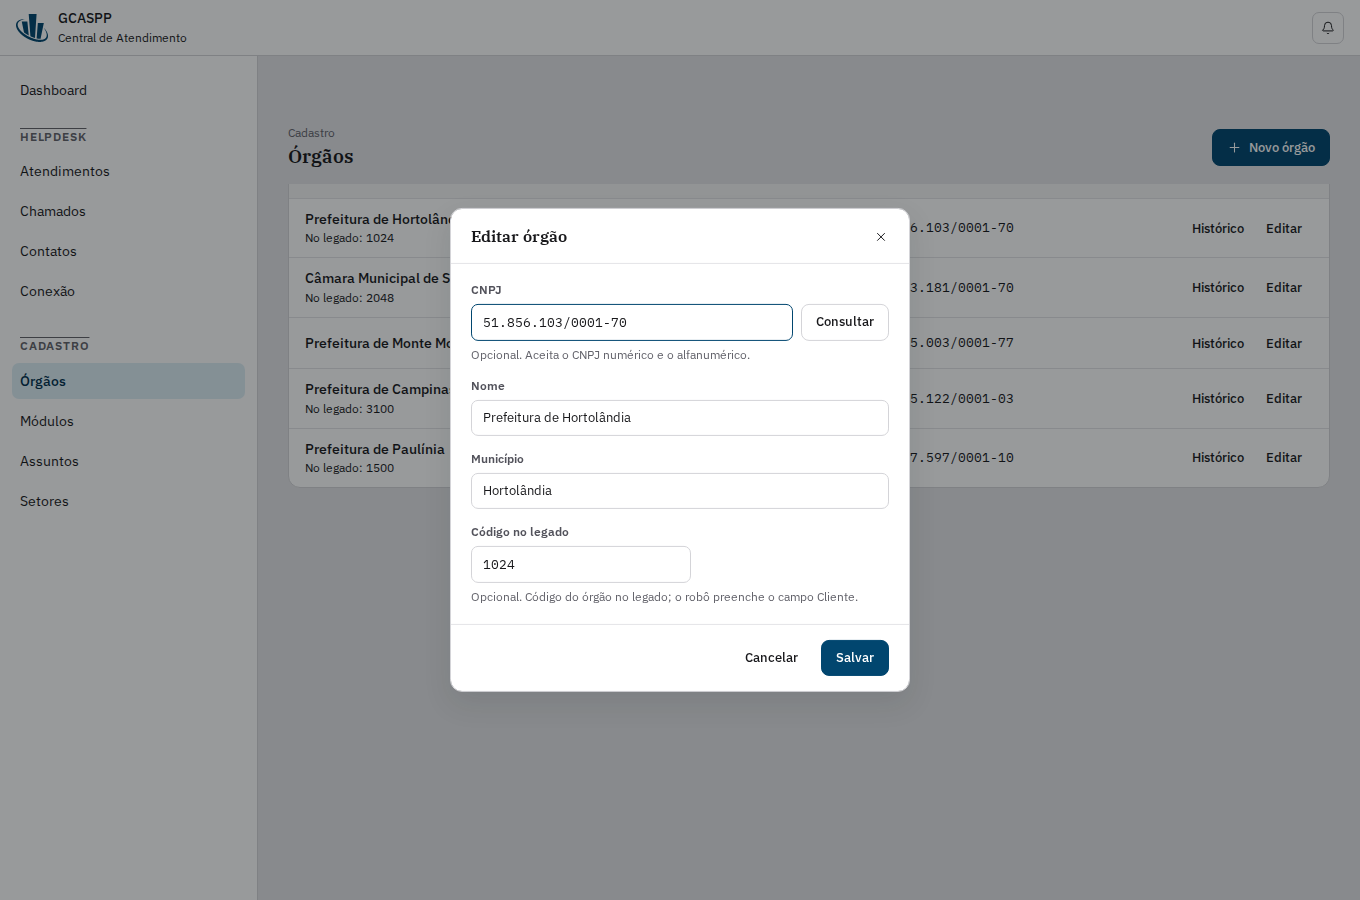 GCASPP
Central de Atendimento
Dashboard
HELPDESK
Atendimentos
Chamados
Contatos
Conexão
CADASTRO
Órgãos
Módulos
Assuntos
Setores
Cadastro
Órgãos
Novo órgão
Prefeitura de Hortolân
No legado: 1024
6.103/0001-70
Histórico Editar
Câmara Municipal de S
No legado: 2048
3.181/0001-70
Histórico Editar
Prefeitura de Monte Mo
5.003/0001-77
Histórico Editar
Prefeitura de Campina
No legado: 3100
5.122/0001-03
Histórico Editar
Prefeitura de Paulínia
No legado: 1500
7.597/0001-10
Histórico Editar
Editar órgão
CNPJ
51.856.103/0001-70
Consultar
Opcional. Aceita o CNPJ numérico e o alfanumérico.
Nome
Prefeitura de Hortolândia
Município
Hortolândia
Código no legado
1024
Opcional. Código do órgão no legado; o robô preenche o campo Cliente.
Cancelar Salvar